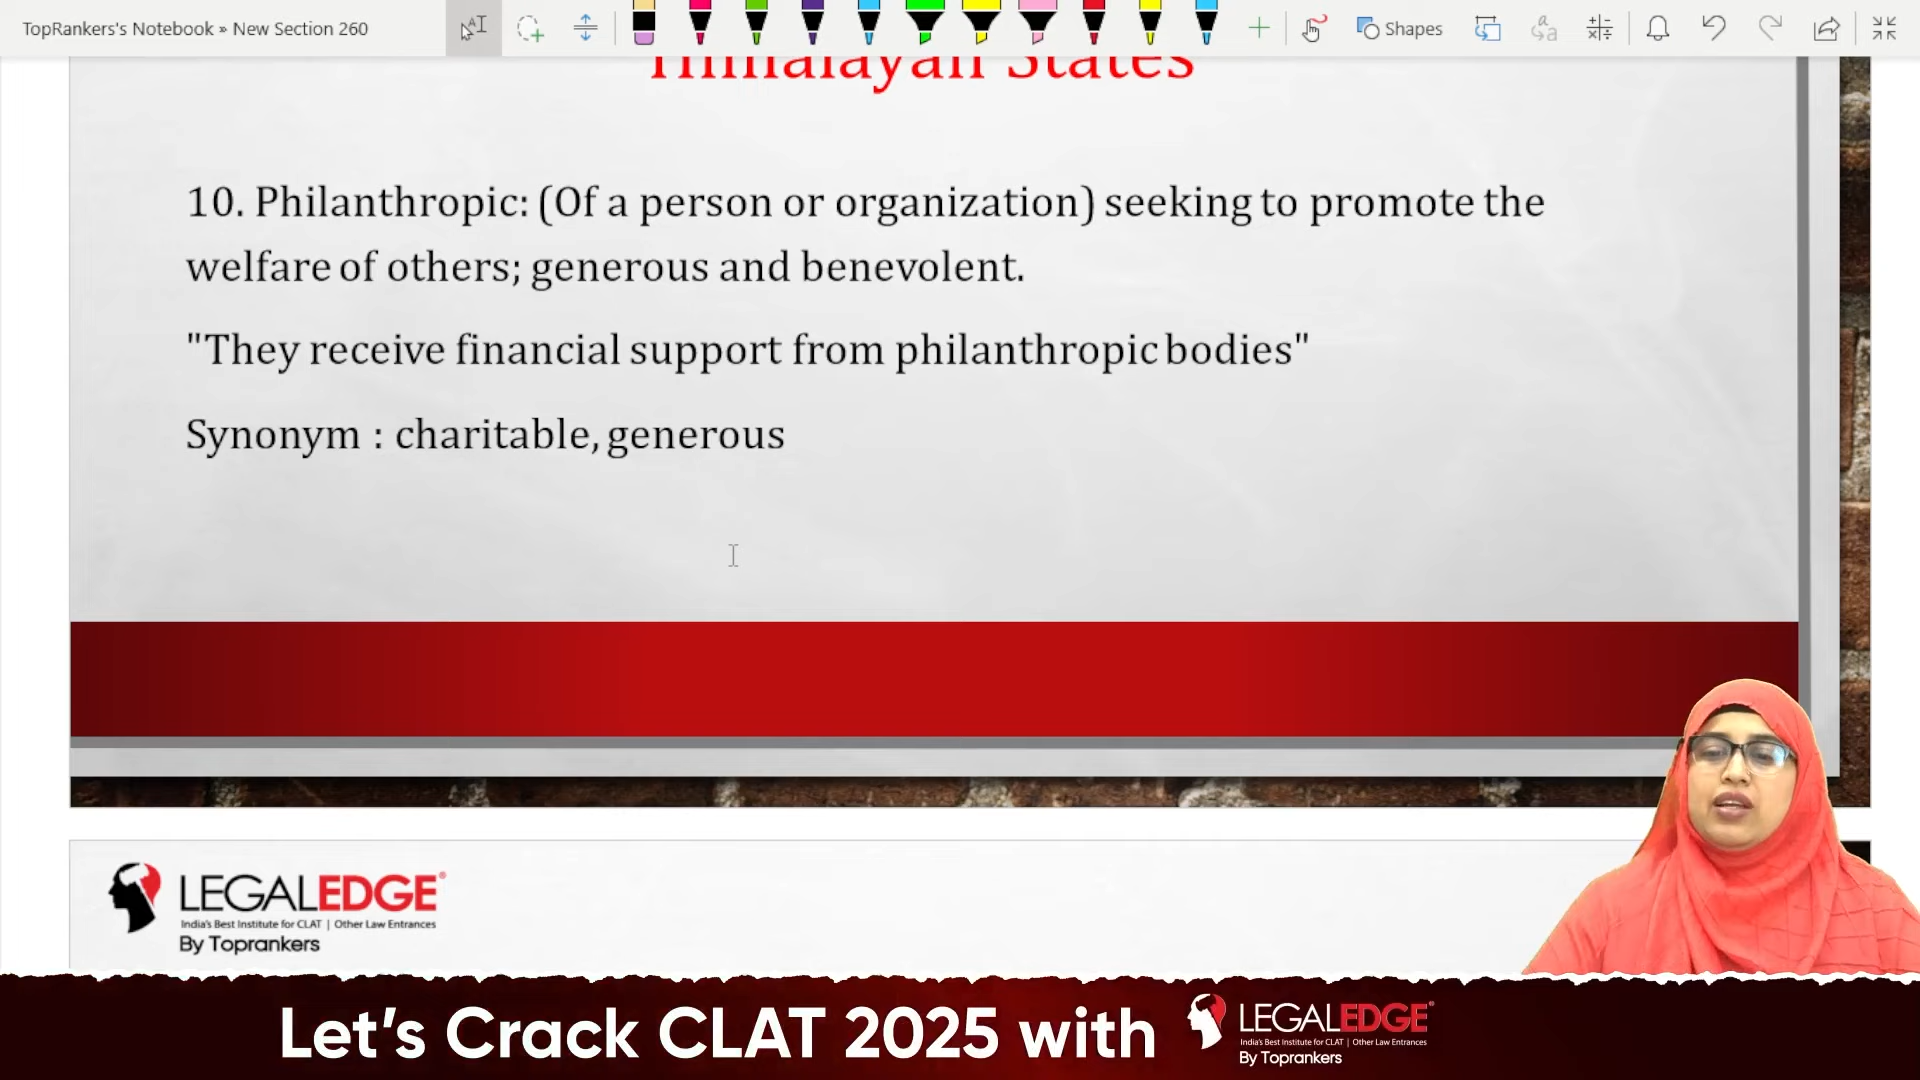 TopRankers's Notebook » New Section 260
Shapes
Himalayan States
10. Philanthropic: (Of a person or organization) seeking to promote the
welfare of others; generous and benevolent.
"They receive financial support from philanthropic bodies"
Synonym : charitable, generous
LEGALEDGE
India's Best Institute for CLAT | Other Law Entrances
By Toprankers
Let's Crack CLAT 2025 with
LEGALEDGE
India's Best Institute for CLAT | Other Law Entrances
By Toprankers